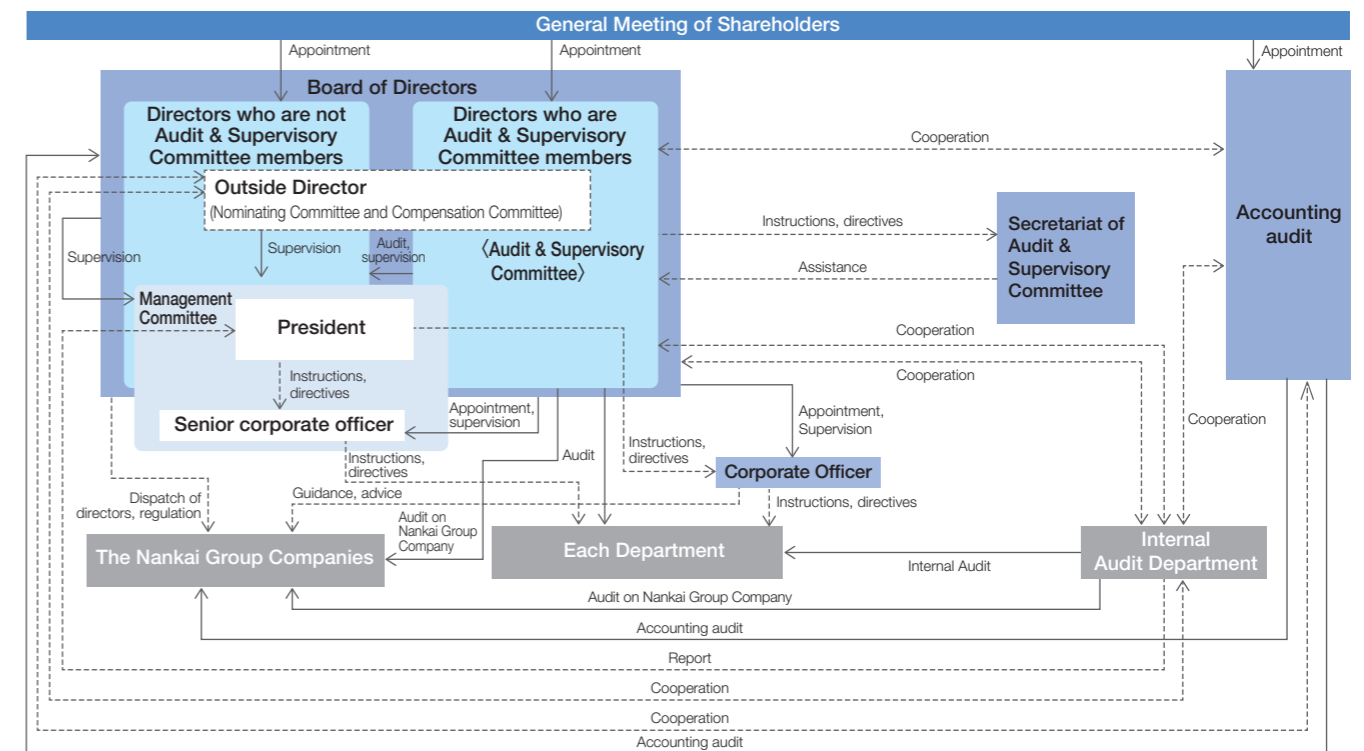 General Meeting of Shareholders
Appointment
Appointment
Appointment
Board of Directors
Directors who are not
Audit & Supervisory
Committee members
Directors who are
Audit & Supervisory
Committee members
Cooperation
Outside Director
(Nominating Committee and Compensation Committee)
Instructions, directives
Secretariat of
Audit &
Supervisory
Committee
Accounting
audit
Supervision
Supervision
Audit,
supervision
〈Audit & Supervisory
Committee〉
Assistance
Management
Committee
President
Cooperation
Cooperation
Instructions,
directives
Senior corporate officer
Appointment,
supervision
Appointment,
Supervision
Cooperation
Instructions,
directives
Audit
Instructions,
directives
Corporate Officer
Dispatch of
directors, regulation
Guidance, advice
Instructions, directives
Audit on
Nankai Group
Company
The Nankai Group Companies
Each Department
Internal
Audit Department
Internal Audit
Audit on Nankai Group Company
Accounting audit
Report
Cooperation
Cooperation
Accounting audit